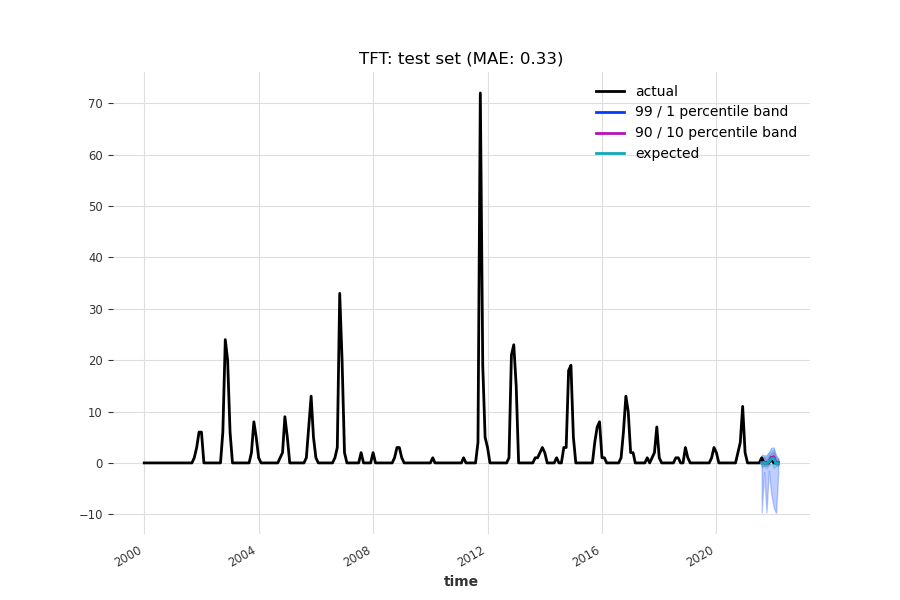 TFT: test set (MAE: 0.33)
actual
99 / 1 percentile band
90 / 10 percentile band
expected
70
60
50
40
30
20
10
0
−10
2000
2004
2008
2012
2016
2020
time